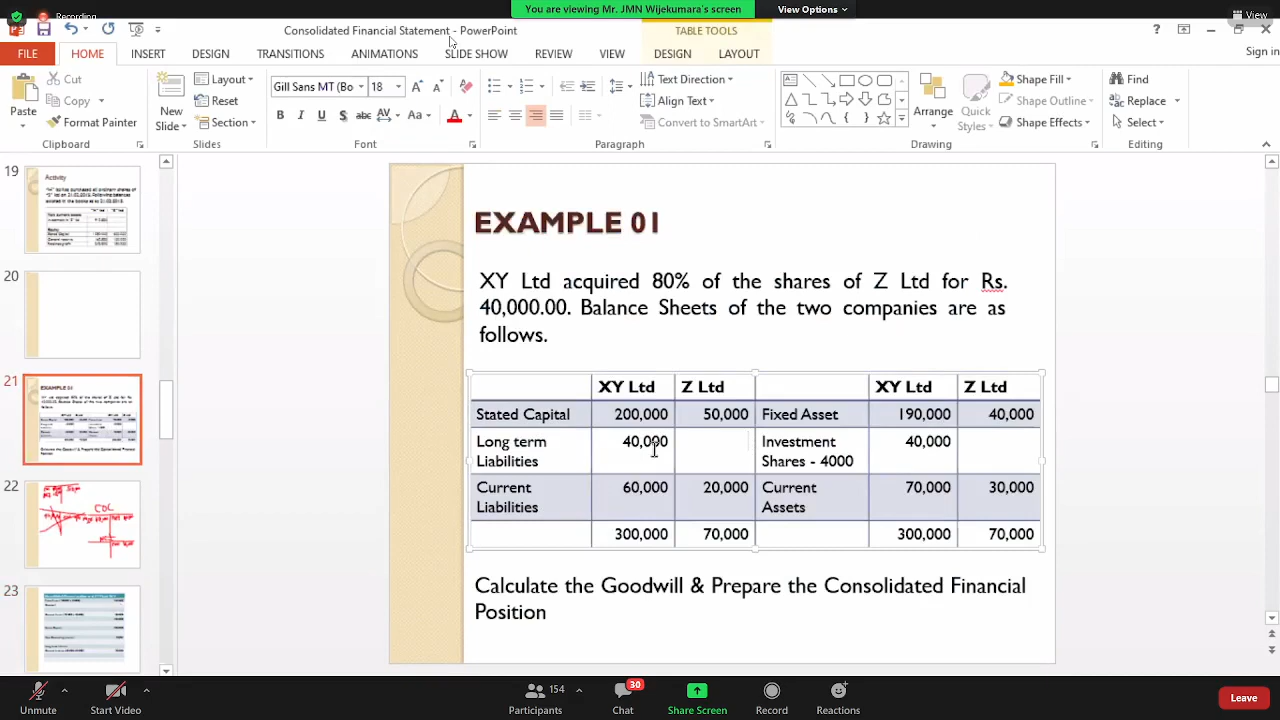 You are viewing Mr. JMN Wijekumara's screen
View Options
View
Consolidated Financial Statement - PowerPoint
TABLE TOOLS
Sign in
FILE
HOME
INSERT
DESIGN
TRANSITIONS
ANIMATIONS
SLIDE SHOW
REVIEW
VIEW
DESIGN
LAYOUT
Paste
Cut
Copy
Format Painter
Clipboard
New Slide
Layout
Reset
Section
Slides
Gill Sans MT (Bo
18
Font
Text Direction
Align Text
Convert to SmartArt
Paragraph
Arrange
Quick Styles
Shape Fill
Shape Outline
Shape Effects
Drawing
Find
Replace
Select
Editing
19
Activity
20
21
EXAMPLE 01
22
23
EXAMPLE 01
XY Ltd acquired 80% of the shares of Z Ltd for Rs.
40,000.00. Balance Sheets of the two companies are as
follows.
XY Ltd Z Ltd XY Ltd Z Ltd
Stated Capital 200,000 50,000 Fixed Asset 190,000 40,000
Long term Liabilities 40,000 Investment Shares - 4000 40,000
Current Liabilities 60,000 20,000 Current Assets 70,000 30,000
300,000 70,000 300,000 70,000
Calculate the Goodwill & Prepare the Consolidated Financial
Position
Unmute
Start Video
154
Participants
30
Chat
Share Screen
Record
Reactions
Leave